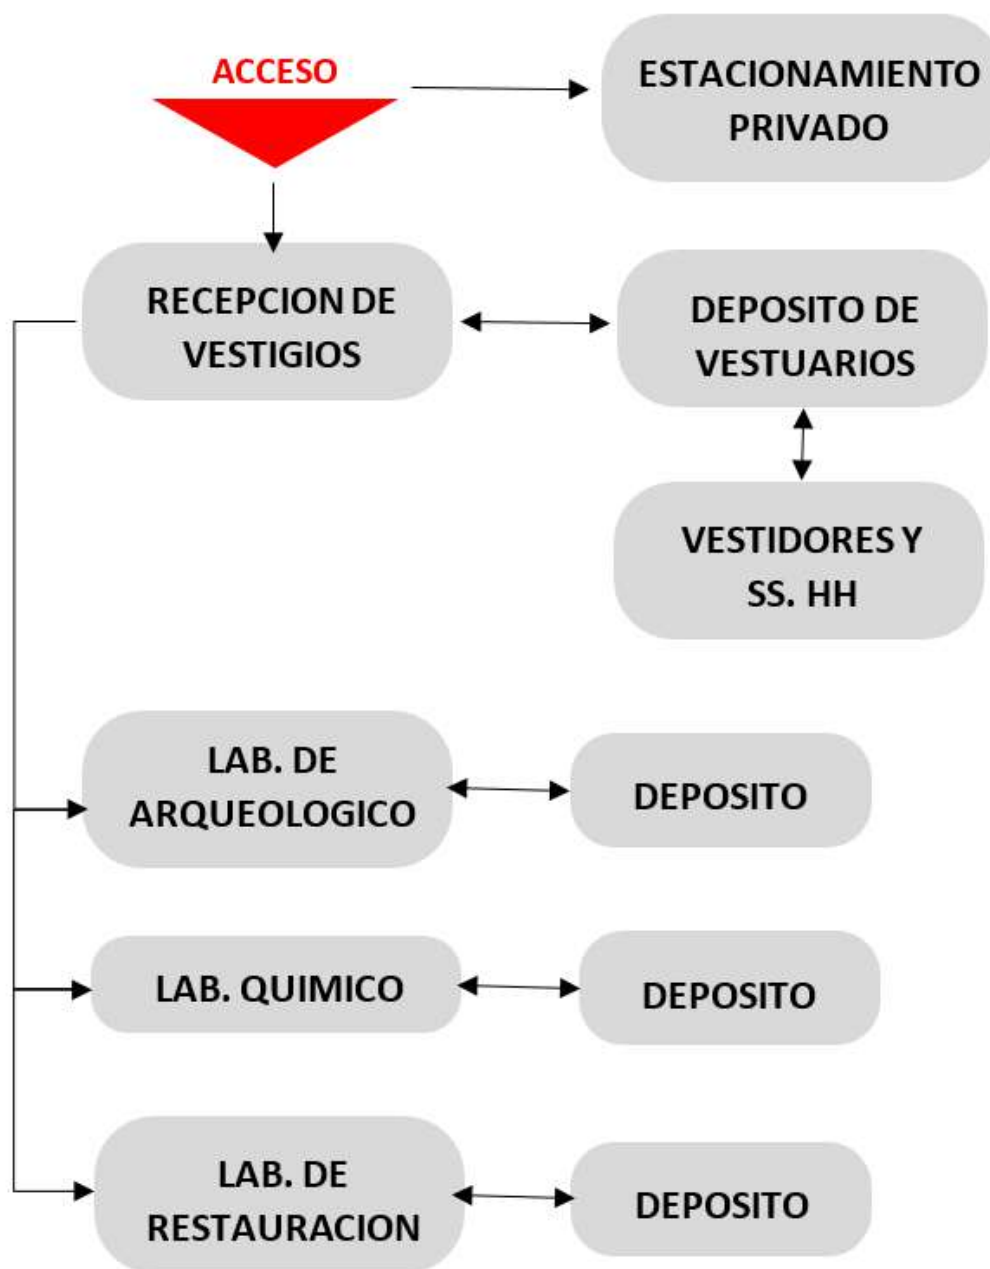 ACCESO
ESTACIONAMIENTO
PRIVADO
RECEPCION DE
VESTIGIOS
DEPOSITO DE
VESTUARIOS
VESTIDORES Y
SS. HH
LAB. DE
ARQUEOLOGICO
DEPOSITO
LAB. QUIMICO
DEPOSITO
LAB. DE
RESTAURACION
DEPOSITO